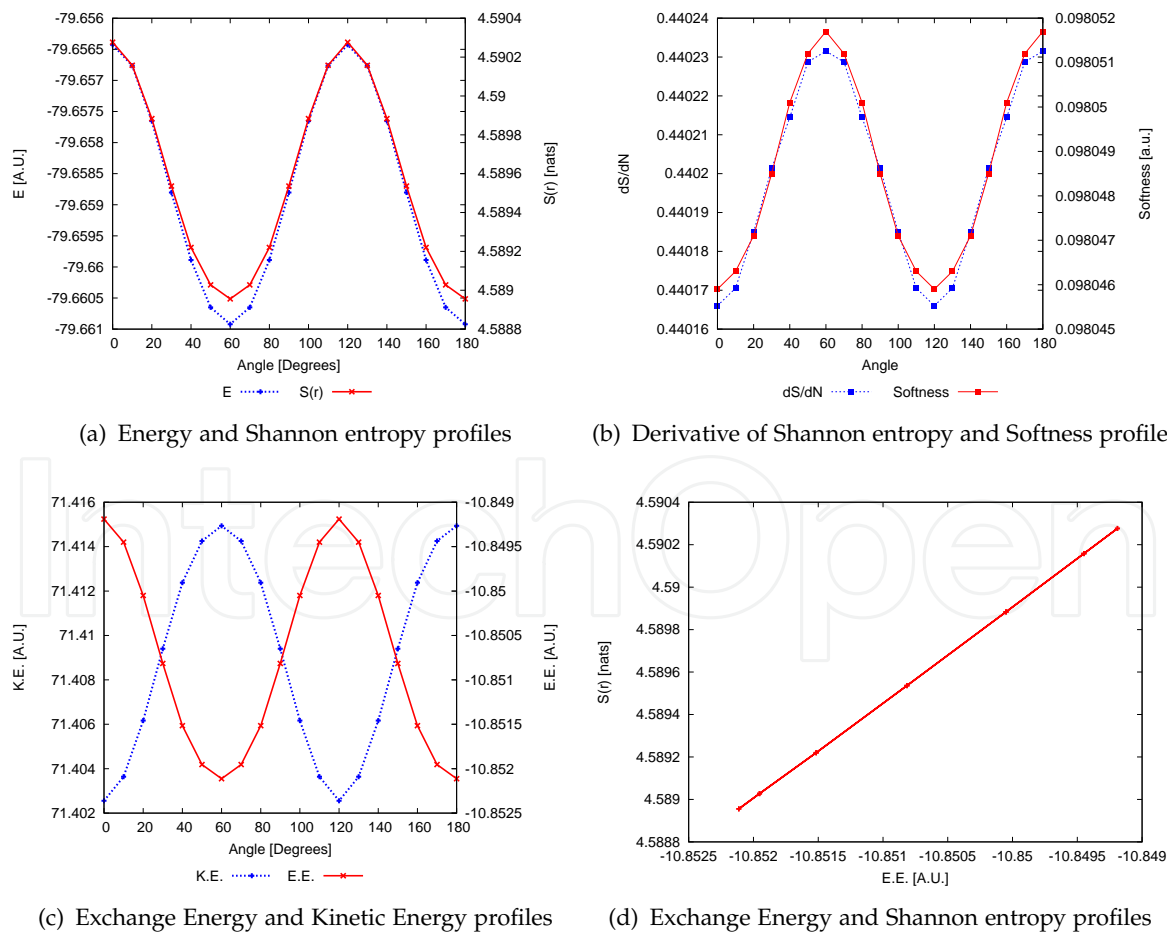 -79.656
-79.6565
-79.657
-79.6575
-79.658
-79.6585
-79.659
-79.6595
-79.66
-79.6605
-79.661
E [A.U.]
4.5904
4.5902
4.59
4.5898
4.5896
4.5894
4.5892
4.589
4.5888
S(r) [nats]
0 20 40 60 80 100 120 140 160 180
Angle [Degrees]
E S(r)
(a) Energy and Shannon entropy profiles
0.44024
0.44023
0.44022
0.44021
0.4402
0.44019
0.44018
0.44017
0.44016
dS/dN
0.098052
0.098051
0.09805
0.098049
0.098048
0.098047
0.098046
0.098045
Softness [a.u.]
0 20 40 60 80 100 120 140 160 180
Angle
dS/dN Softness
(b) Derivative of Shannon entropy and Softness profile
71.416
71.414
71.412
71.41
71.408
71.406
71.404
71.402
K.E. [A.U.]
-10.849
-10.8495
-10.85
-10.8505
-10.851
-10.8515
-10.852
-10.8525
E.E. [A.U.]
0 20 40 60 80 100 120 140 160 180
Angle [Degrees]
K.E. E.E.
(c) Exchange Energy and Kinetic Energy profiles
4.5904
4.5902
4.59
4.5898
4.5896
4.5894
4.5892
4.589
4.5888
S(r) [nats]
-10.8525 -10.852 -10.8515 -10.851 -10.8505 -10.85 -10.8495 -10.849
E.E. [A.U.]
(d) Exchange Energy and Shannon entropy profiles
IntechOpen